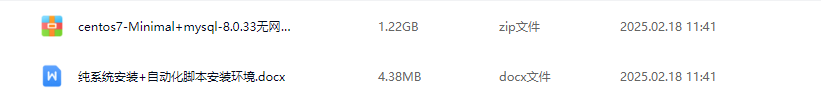 centos7-Minimal+mysql-8.0.33无网... 1.22GB zip文件 2025.02.18 11:41
纯系统安装+自动化脚本安装环境.docx 4.38MB docx文件 2025.02.18 11:41